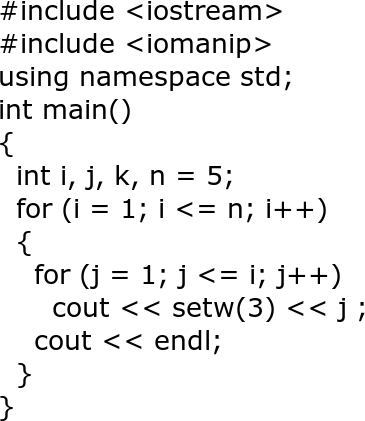 #include <iostream>
#include <iomanip>
using namespace std;
int main()
{
  int i, j, k, n = 5;
  for (i = 1; i <= n; i++)
  {
    for (j = 1; j <= i; j++)
      cout << setw(3) << j ;
    cout << endl;
  }
}